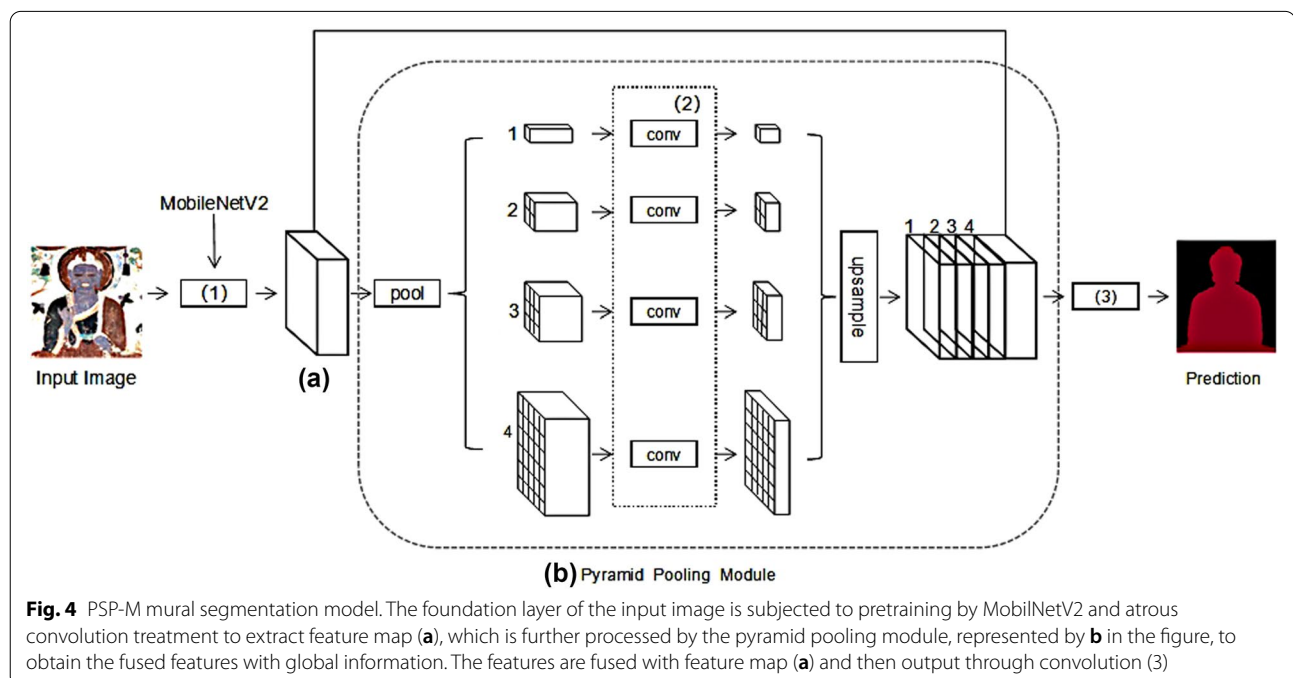 MobileNetV2
Input Image
(1)
(a)
pool
1
2
3
4
(2)
conv
conv
conv
conv
upsample
1 2 3 4
(3)
Prediction
(b) Pyramid Pooling Module
Fig. 4 PSP-M mural segmentation model. The foundation layer of the input image is subjected to pretraining by MobilNetV2 and atrous
convolution treatment to extract feature map (a), which is further processed by the pyramid pooling module, represented by b in the figure, to
obtain the fused features with global information. The features are fused with feature map (a) and then output through convolution (3)